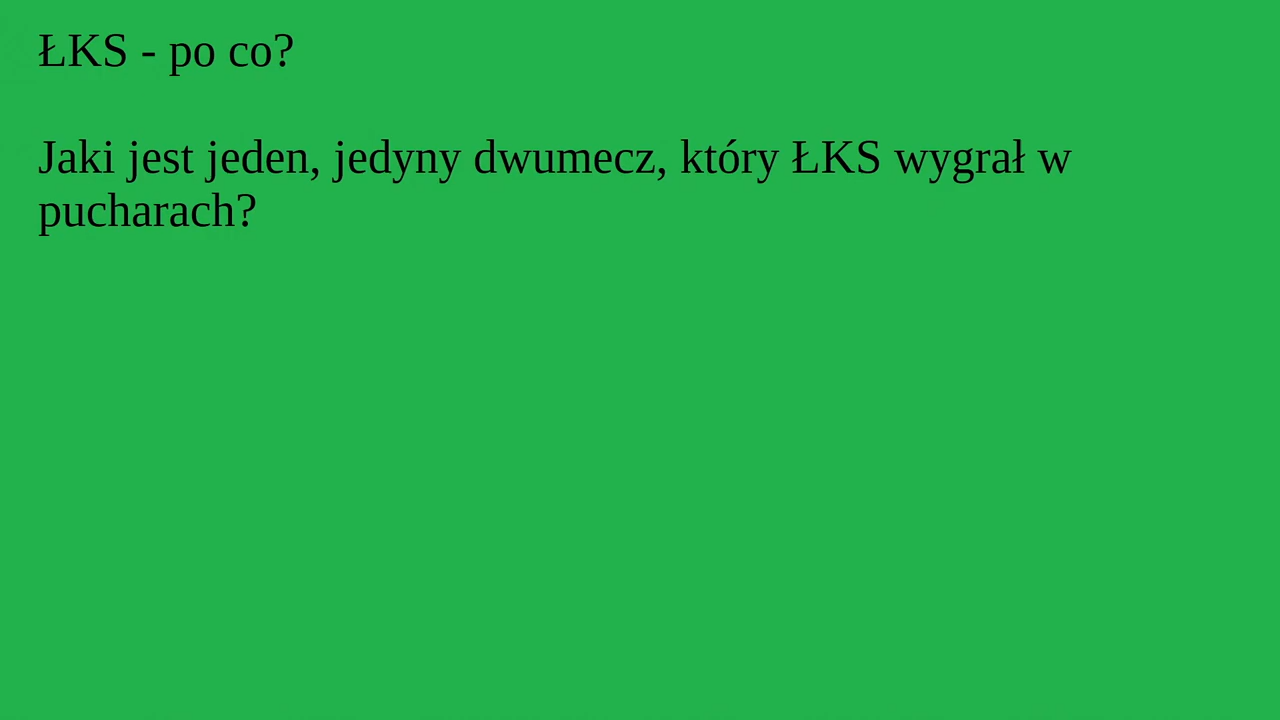 ŁKS - po co?
Jaki jest jeden, jedyny dwumecz, który ŁKS wygrał w
pucharach?